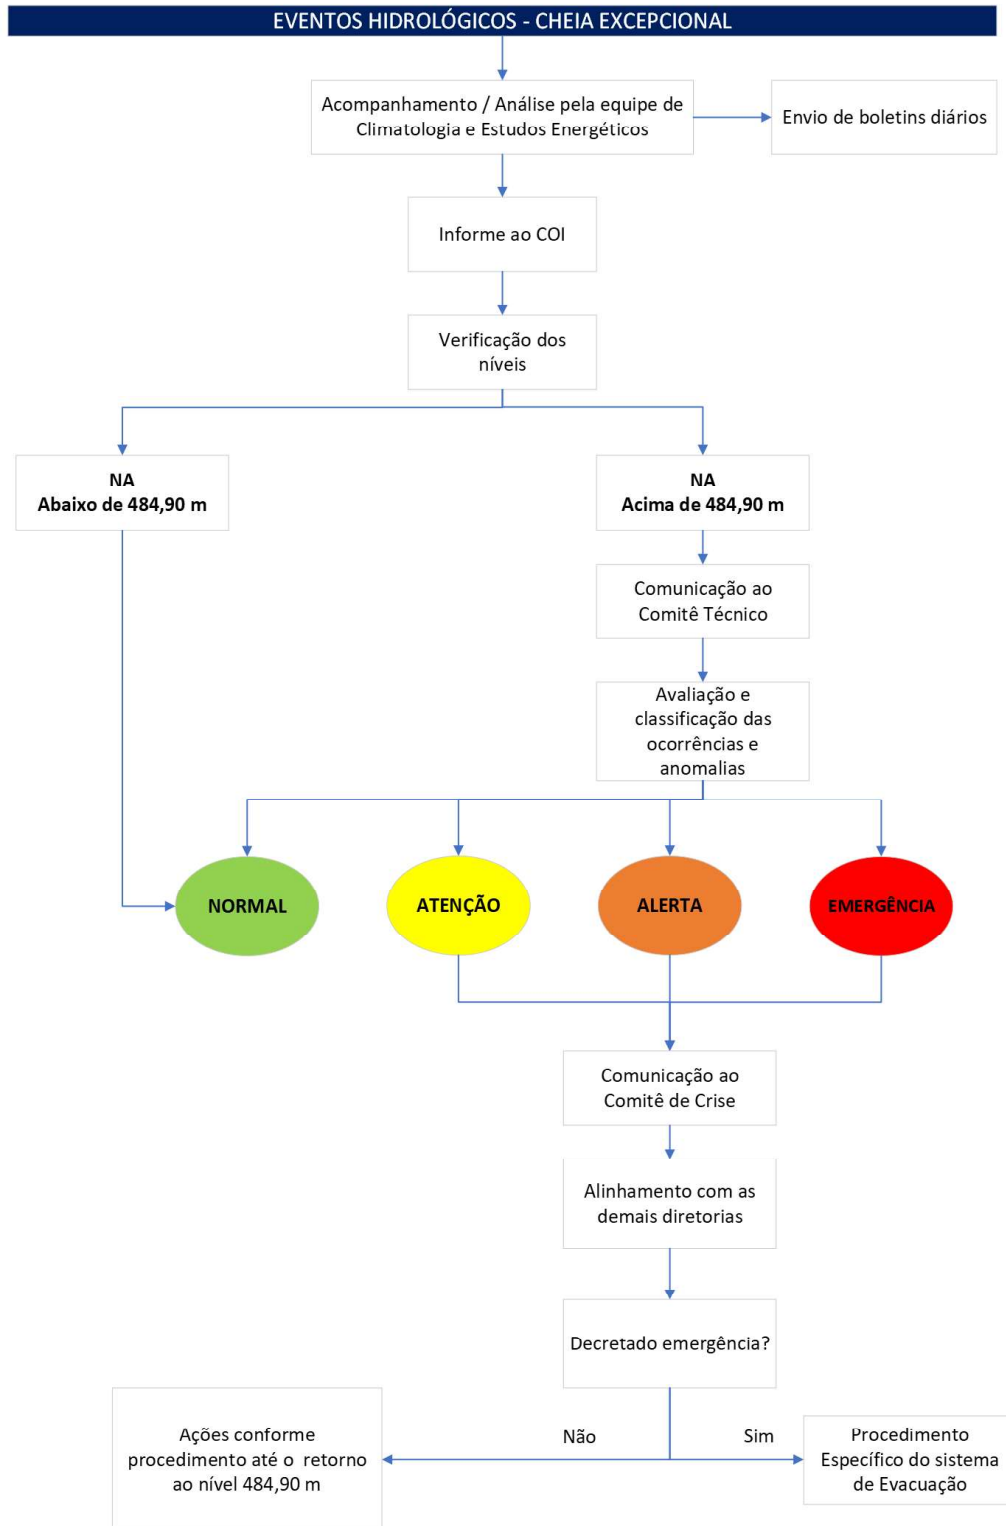 EVENTOS HIDROLÓGICOS - CHEIA EXCEPCIONAL
Acompanhamento / Análise pela equipe de
Climatologia e Estudos Energéticos
Envio de boletins diários
Informe ao COI
Verificação dos
níveis
NA
Abaixo de 484,90 m
NA
Acima de 484,90 m
Comunicação ao
Comitê Técnico
Avaliação e
classificação das
ocorrências e
anomalias
NORMAL
ATENÇÃO
ALERTA
EMERGÊNCIA
Comunicação ao
Comitê de Crise
Alinhamento com as
demais diretorias
Decretado emergência?
Não
Sim
Ações conforme
procedimento até o retorno
ao nível 484,90 m
Procedimento
Específico do sistema
de Evacuação